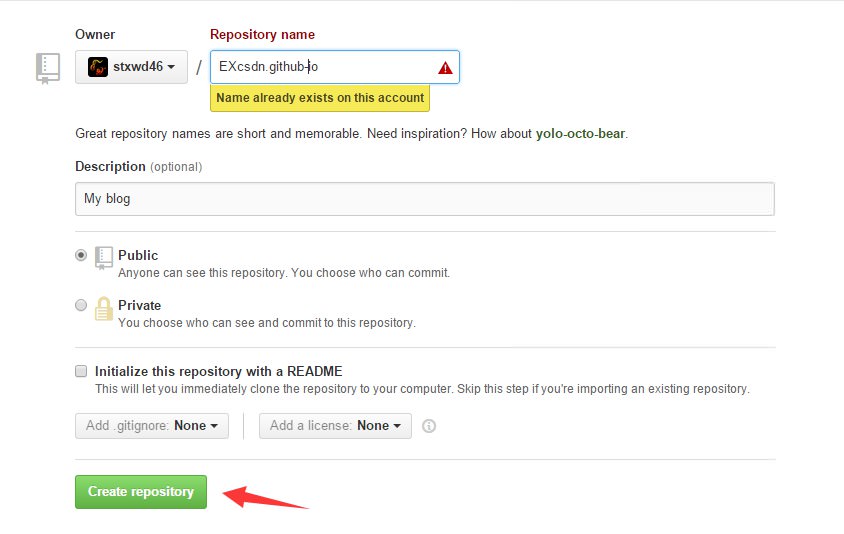 Owner Repository name
stxwd46 / EXcsdn.github-io
Name already exists on this account
Great repository names are short and memorable. Need inspiration? How about yolo-octo-bear.
Description (optional)
My blog
Public
Anyone can see this repository. You choose who can commit.
Private
You choose who can see and commit to this repository.
Initialize this repository with a README
This will let you immediately clone the repository to your computer. Skip this step if you're importing an existing repository.
Add .gitignore: None Add a license: None
Create repository